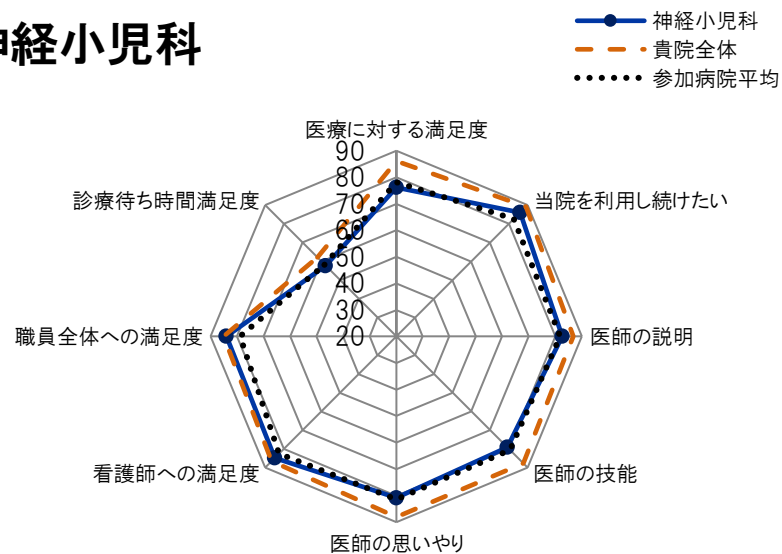 神経小児科
神経小児科
貴院全体
参加病院平均
医療に対する満足度
90
80
70
60
50
40
30
20
診療待ち時間満足度
当院を利用し続けたい
職員全体への満足度
医師の説明
看護師への満足度
医師の技能
医師の思いやり